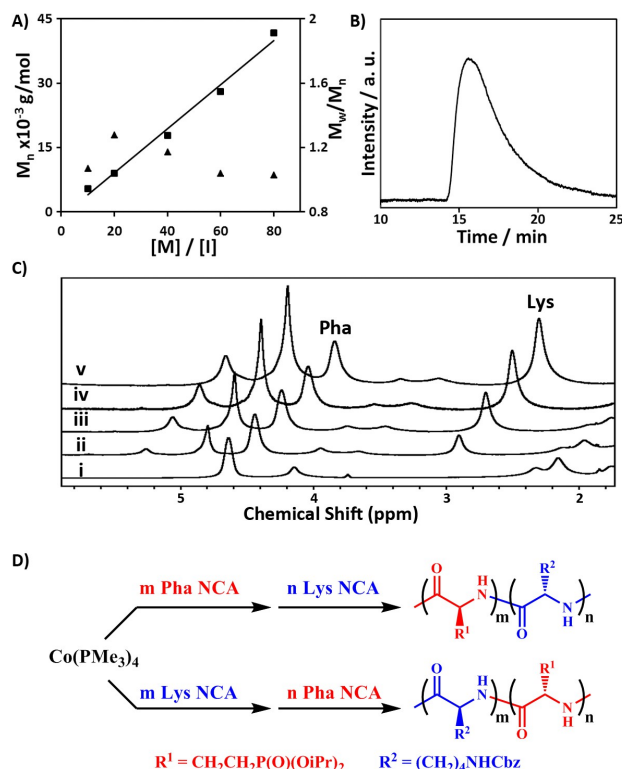 A)
45
30
15
0
Mn x10-3 g/mol
0
20
40
60
80
[M] / [I]
2
1.6
1.2
0.8
Mw/Mn
B)
Intensity / a. u.
10
15
20
25
Time / min
C)
Pha
Lys
v
iv
iii
ii
i
5
4
3
2
Chemical Shift (ppm)
D)
m Pha NCA
n Lys NCA
Co(PMe3)4
m Lys NCA
n Pha NCA
O
H
N
R1
m
R2
O
N
H
n
O
H
N
R2
m
R1
O
N
H
n
R1 = CH2CH2P(O)(OiPr)2
R2 = (CH2)4NHCbz